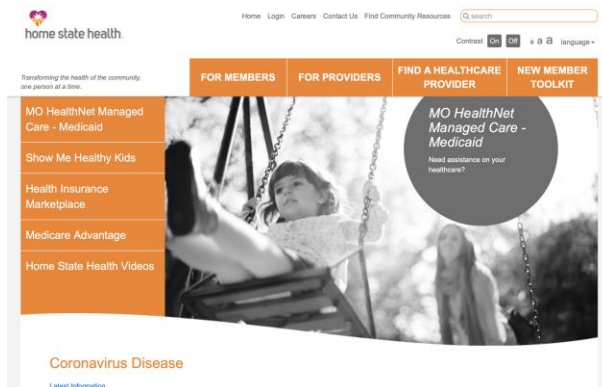 Home Login Careers Contact Us Find Community Resources search
home state health.
Contrast On Off a a a language
Transforming the health of the community,
one person at a time.
FOR MEMBERS FOR PROVIDERS FIND A HEALTHCARE NEW MEMBER
PROVIDER TOOLKIT
MO HealthNet Managed
Care - Medicaid
Show Me Healthy Kids
Health Insurance
Marketplace
Medicare Advantage
Home State Health Videos
MO HealthNet
Managed Care -
Medicaid
Need assistance on your
healthcare?
Coronavirus Disease
Latest Information